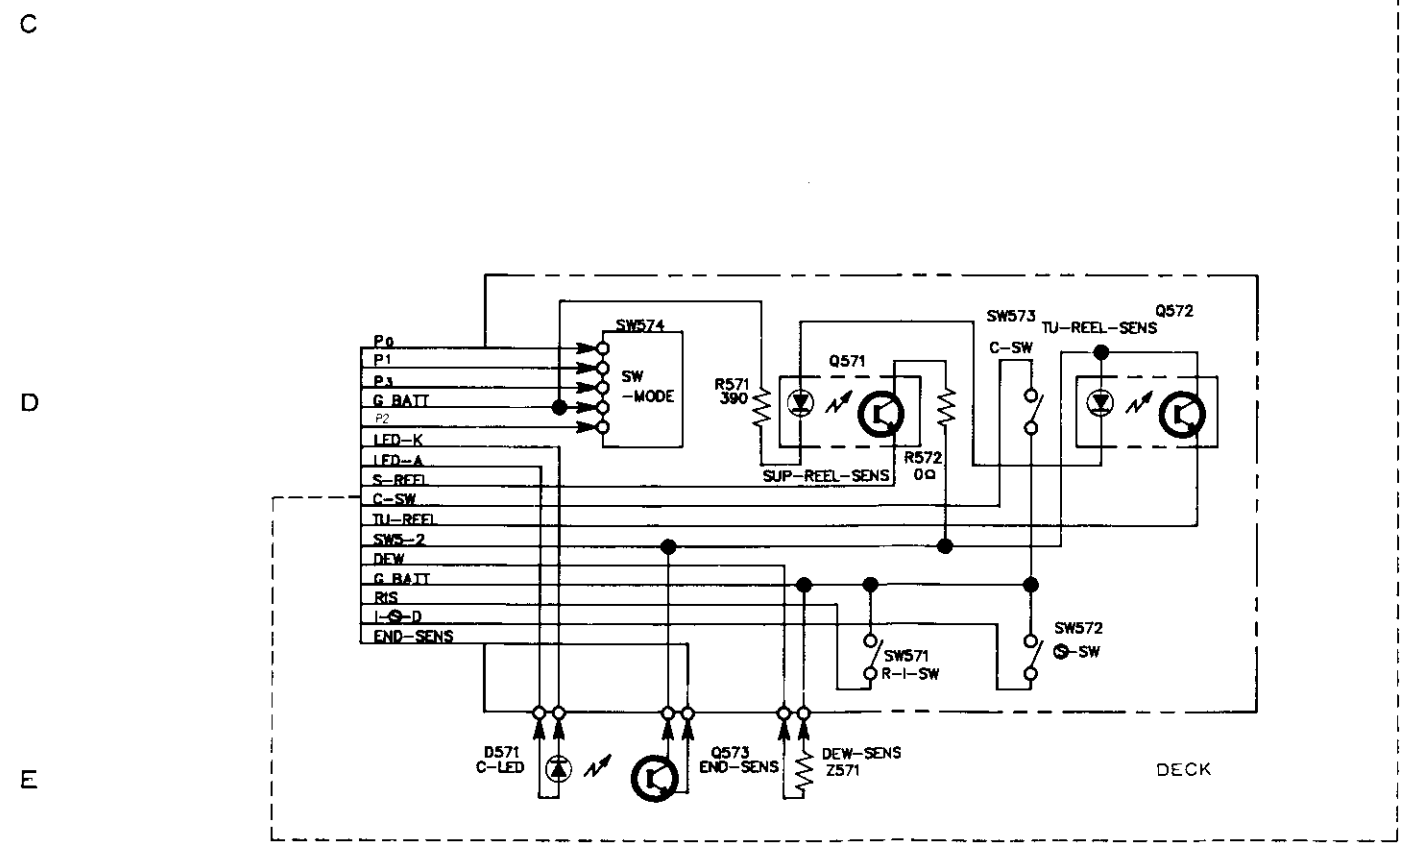 C
D
E
SW574
SW
-MODE
P0
P1
P3
G BATT
P2
LED-K
LED-A
S-REEL
C-SW
TU-REEL
SW5-2
DEW
G BATT
RIS
I-Ⓢ-D
END-SENS
R571
390
Q571
SUP-REEL-SENS
R572
0Ω
SW573
C-SW
Q572
TU-REEL-SENS
SW571
R-I-SW
SW572
Ⓢ-SW
D571
C-LED
Q573
END-SENS
DEW-SENS
Z571
DECK